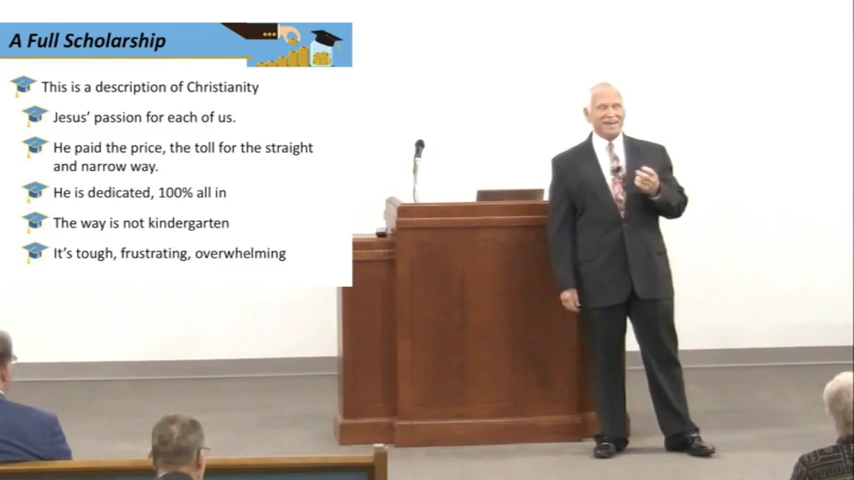 A Full Scholarship
This is a description of Christianity
Jesus' passion for each of us.
He paid the price, the toll for the straight
and narrow way.
He is dedicated, 100% all in
The way is not kindergarten
It's tough, frustrating, overwhelming